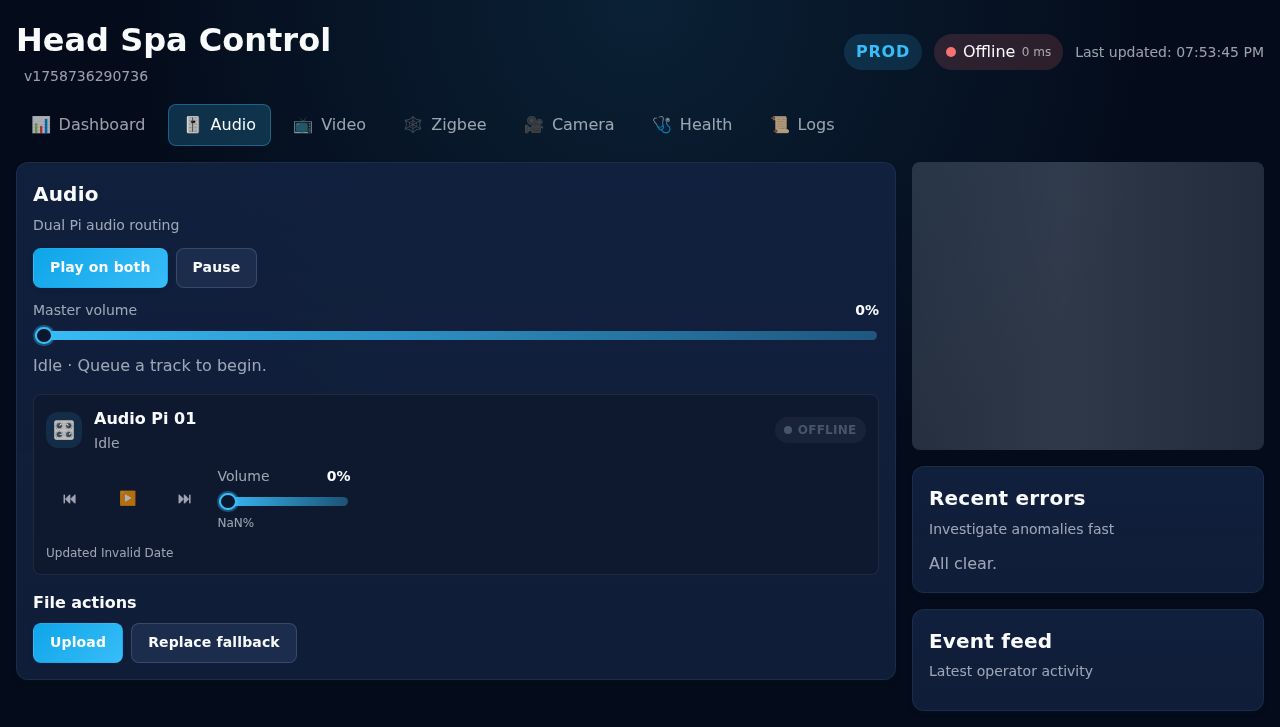 Head Spa Control
v1758736290736
PROD
Offline 0 ms
Last updated: 07:53:45 PM
Dashboard
Audio
Video
Zigbee
Camera
Health
Logs
Audio
Dual Pi audio routing
Play on both
Pause
Master volume
0%
Idle · Queue a track to begin.
Audio Pi 01
Idle
OFFLINE
Volume
0%
NaN%
Updated Invalid Date
File actions
Upload
Replace fallback
Recent errors
Investigate anomalies fast
All clear.
Event feed
Latest operator activity